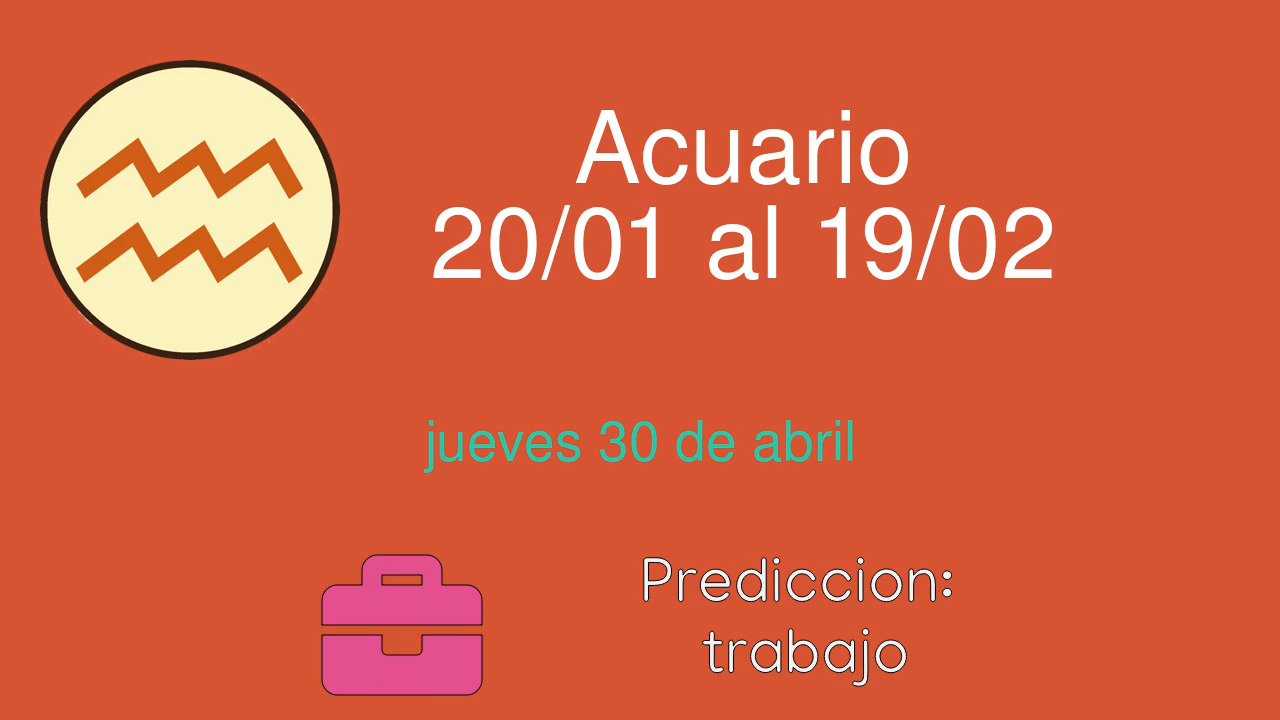 Acuario
20/01 al 19/02
jueves 30 de abril
Prediccion:
trabajo